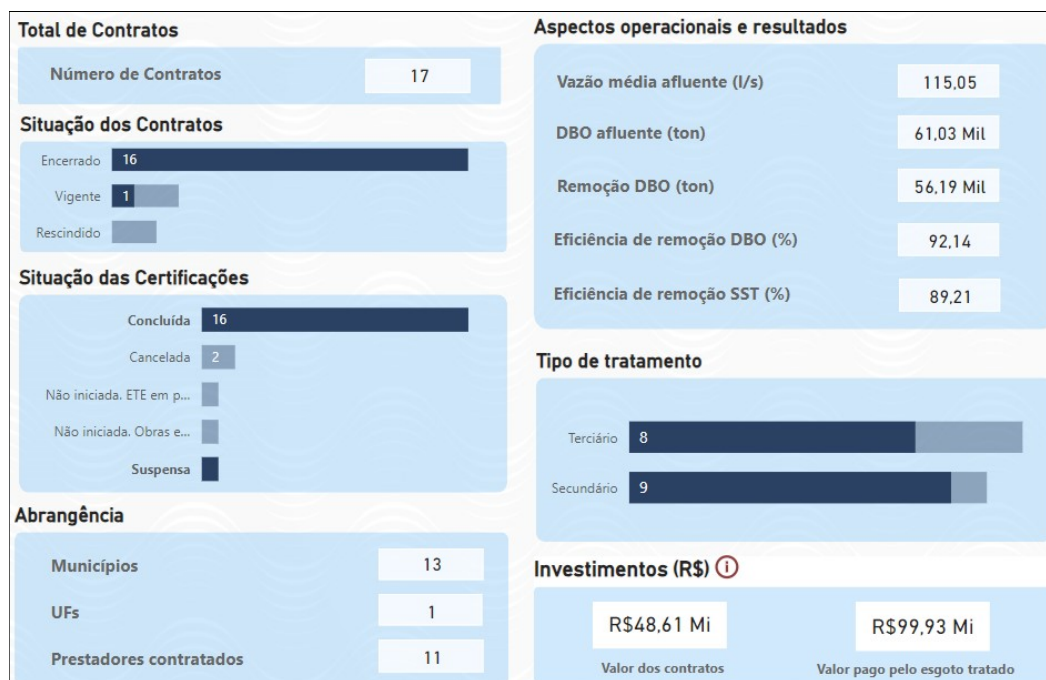 Total de Contratos
Número de Contratos 17
Situação dos Contratos
Encerrado 16
Vigente 1
Rescindido
Situação das Certificações
Concluída 16
Cancelada 2
Não iniciada. ETE em p...
Não iniciada. Obras e...
Suspensa
Abrangência
Municípios 13
UFs 1
Prestadores contratados 11
Aspectos operacionais e resultados
Vazão média afluente (l/s) 115,05
DBO afluente (ton) 61,03 Mil
Remoção DBO (ton) 56,19 Mil
Eficiência de remoção DBO (%) 92,14
Eficiência de remoção SST (%) 89,21
Tipo de tratamento
Terciário 8
Secundário 9
Investimentos (R$) i
R$48,61 Mi R$99,93 Mi
Valor dos contratos Valor pago pelo esgoto tratado